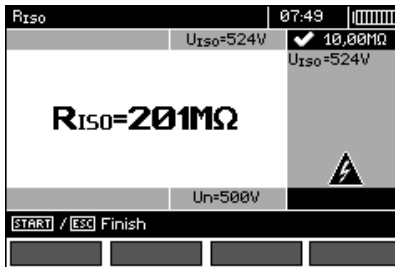 RISO 07:49
UISO=524V ✔ 10,00MΩ
UISO=524V
RISO=201MΩ
Un=500V
START / ESC Finish